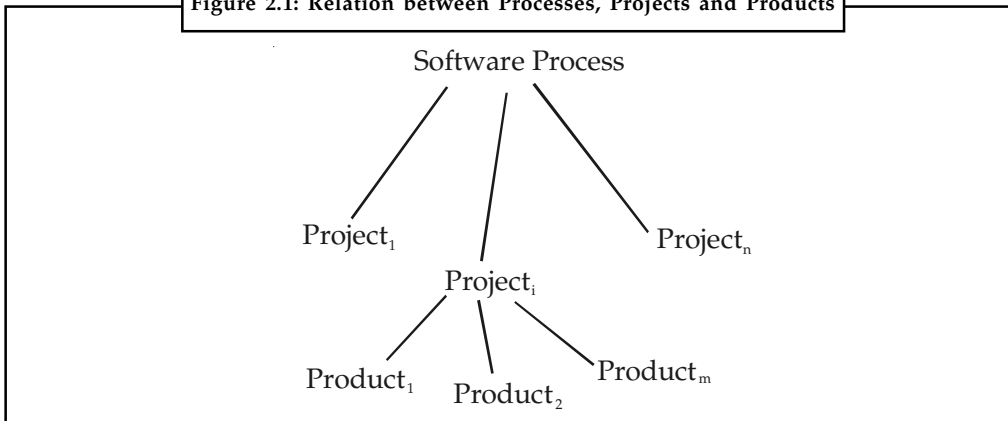 Figure 2.1: Relation between Processes, Projects and Products
Software Process
Project₁
Projectₙ
Projectᵢ
Product₁
Product₂
Productₘ